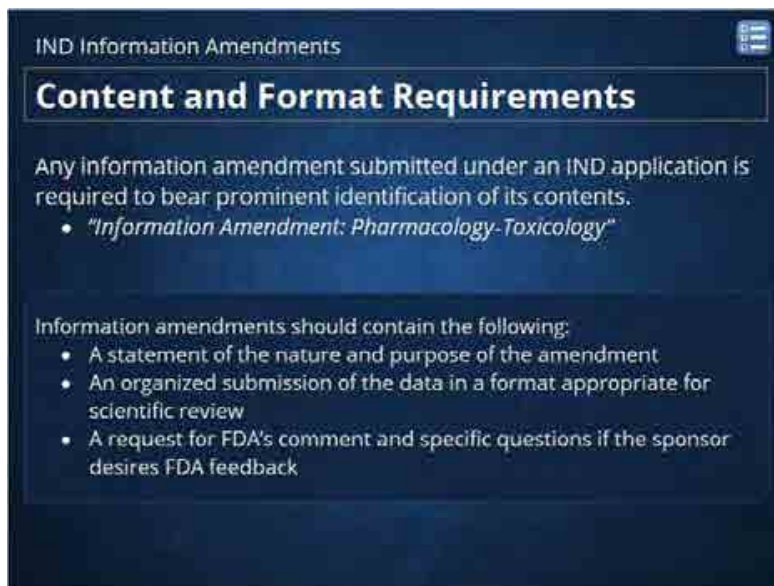 IND Information Amendments
Content and Format Requirements
Any information amendment submitted under an IND application is
required to bear prominent identification of its contents.
• "Information Amendment: Pharmacology-Toxicology"
Information amendments should contain the following:
• A statement of the nature and purpose of the amendment
• An organized submission of the data in a format appropriate for
scientific review
• A request for FDA's comment and specific questions if the sponsor
desires FDA feedback